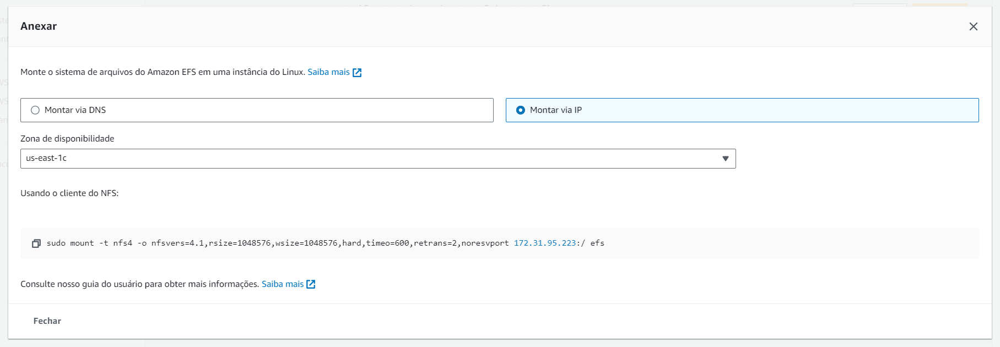 Anexar
Monte o sistema de arquivos do Amazon EFS em uma instância do Linux. Saiba mais
Montar via DNS
Montar via IP
Zona de disponibilidade
us-east-1c
Usando o cliente do NFS:
sudo mount -t nfs4 -o nfsvers=4.1,rsize=1048576,wsize=1048576,hard,timeo=600,retrans=2,noresvport 172.31.95.223:/ efs
Consulte nosso guia do usuário para obter mais informações. Saiba mais
Fechar